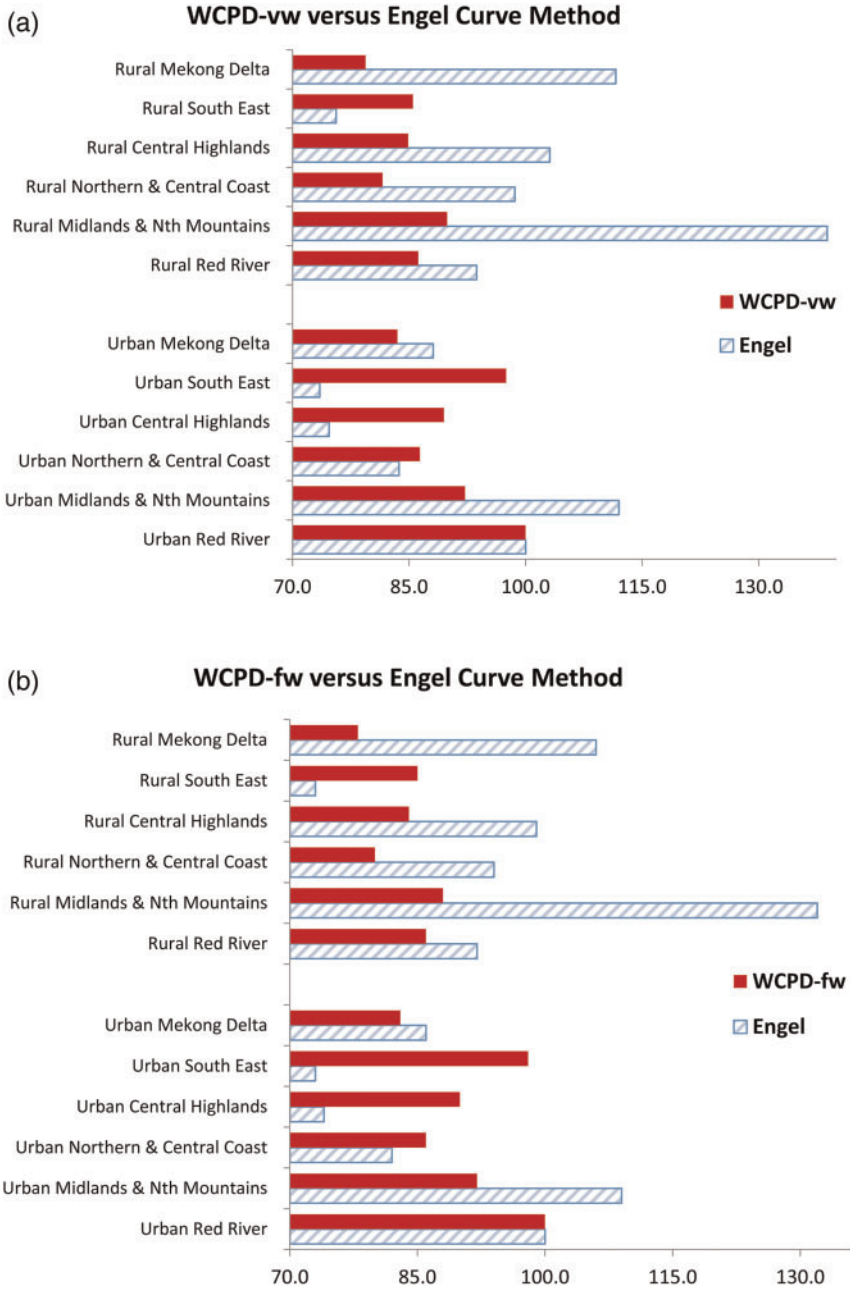 (a)
WCPD-vw versus Engel Curve Method
Rural Mekong Delta
Rural South East
Rural Central Highlands
Rural Northern & Central Coast
Rural Midlands & Nth Mountains
Rural Red River
WCPD-vw
Engel
Urban Mekong Delta
Urban South East
Urban Central Highlands
Urban Northern & Central Coast
Urban Midlands & Nth Mountains
Urban Red River
70.0 85.0 100.0 115.0 130.0
(b)
WCPD-fw versus Engel Curve Method
Rural Mekong Delta
Rural South East
Rural Central Highlands
Rural Northern & Central Coast
Rural Midlands & Nth Mountains
Rural Red River
WCPD-fw
Engel
Urban Mekong Delta
Urban South East
Urban Central Highlands
Urban Northern & Central Coast
Urban Midlands & Nth Mountains
Urban Red River
70.0 85.0 100.0 115.0 130.0